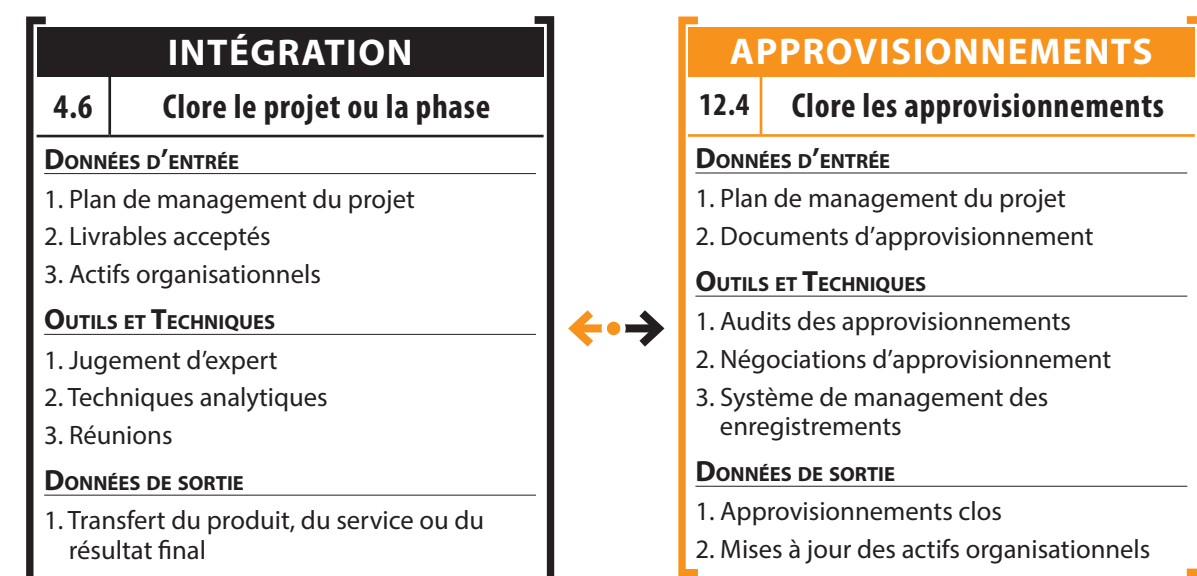 INTÉGRATION
4.6 Clore le projet ou la phase
DONNÉES D'ENTRÉE
1. Plan de management du projet
2. Livrables acceptés
3. Actifs organisationnels
OUTILS ET TECHNIQUES
1. Jugement d'expert
2. Techniques analytiques
3. Réunions
DONNÉES DE SORTIE
1. Transfert du produit, du service ou du
résultat final
APPROVISIONNEMENTS
12.4 Clore les approvisionnements
DONNÉES D'ENTRÉE
1. Plan de management du projet
2. Documents d'approvisionnement
OUTILS ET TECHNIQUES
1. Audits des approvisionnements
2. Négociations d'approvisionnement
3. Système de management des
enregistrements
DONNÉES DE SORTIE
1. Approvisionnements clos
2. Mises à jour des actifs organisationnels